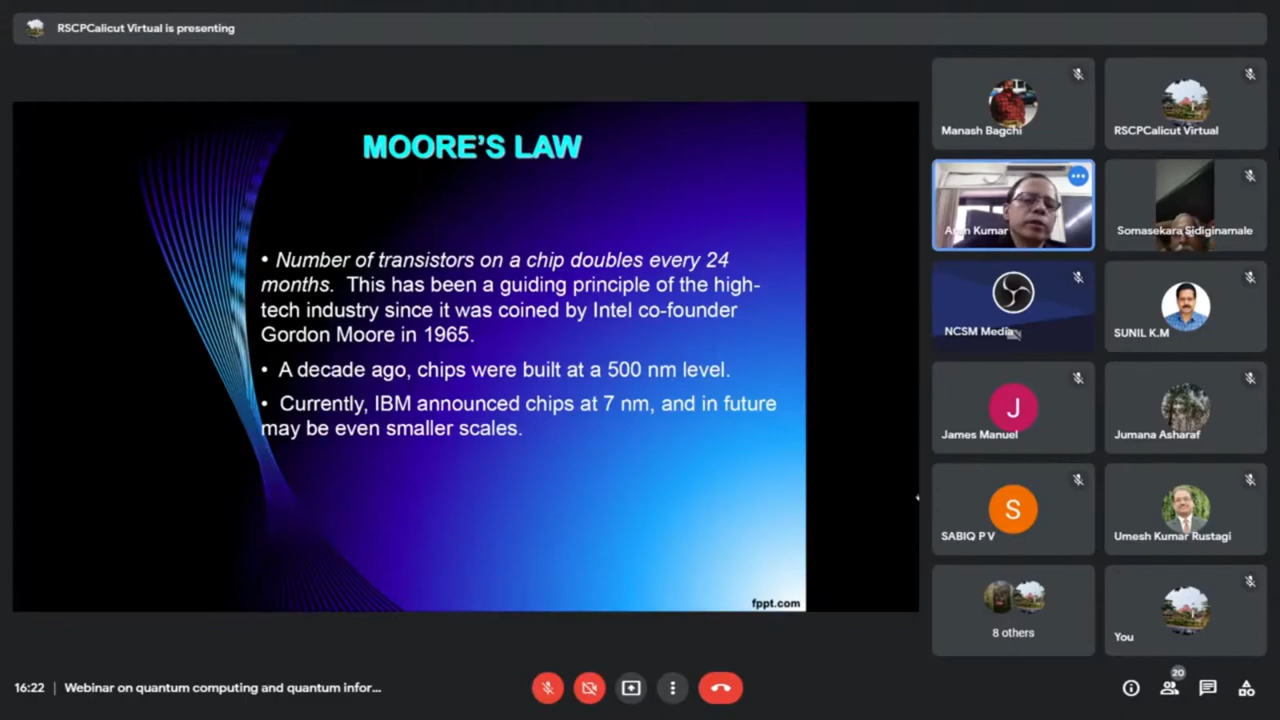 RSCPCalicut Virtual is presenting
MOORE'S LAW
• Number of transistors on a chip doubles every 24
months. This has been a guiding principle of the high-
tech industry since it was coined by Intel co-founder
Gordon Moore in 1965.
• A decade ago, chips were built at a 500 nm level.
• Currently, IBM announced chips at 7 nm, and in future
may be even smaller scales.
fppt.com
Manash Bagchi
RSCPCalicut Virtual
Kumar
Somasekara Sidiginamale
NCSM Media
SUNIL K.M
J
James Manuel
Jumana Asharaf
S
SABIQ P V
Umesh Kumar Rustagi
8 others
You
16:22 | Webinar on quantum computing and quantum infor...
20